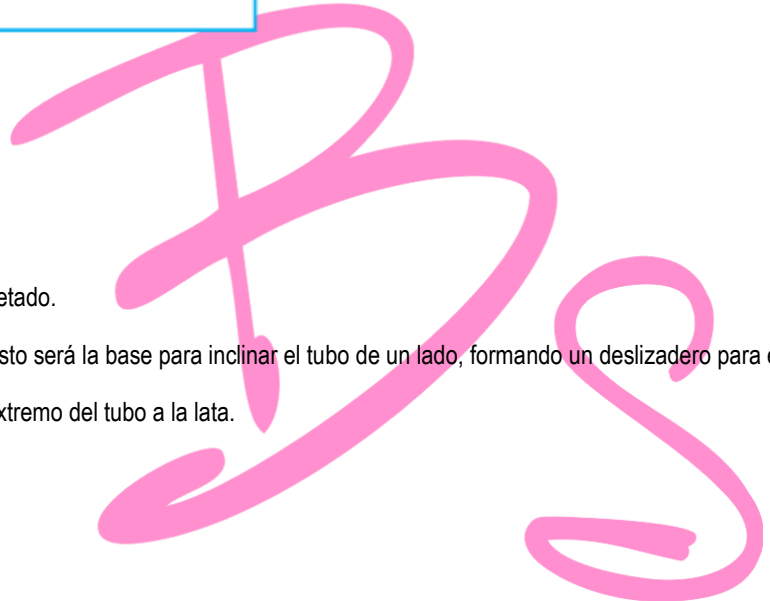 BS
etado.
sto será la base para inclinar el tubo de un lado, formando un deslizadero para e
xtremo del tubo a la lata.